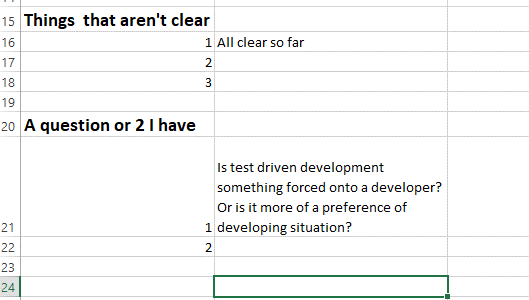 15 Things  that aren't clear
16 1 All clear so far
17 2
18 3
19
20 A question or 2 I have
Is test driven development
something forced onto a developer?
Or is it more of a preference of
21 1 developing situation?
22 2
23
24